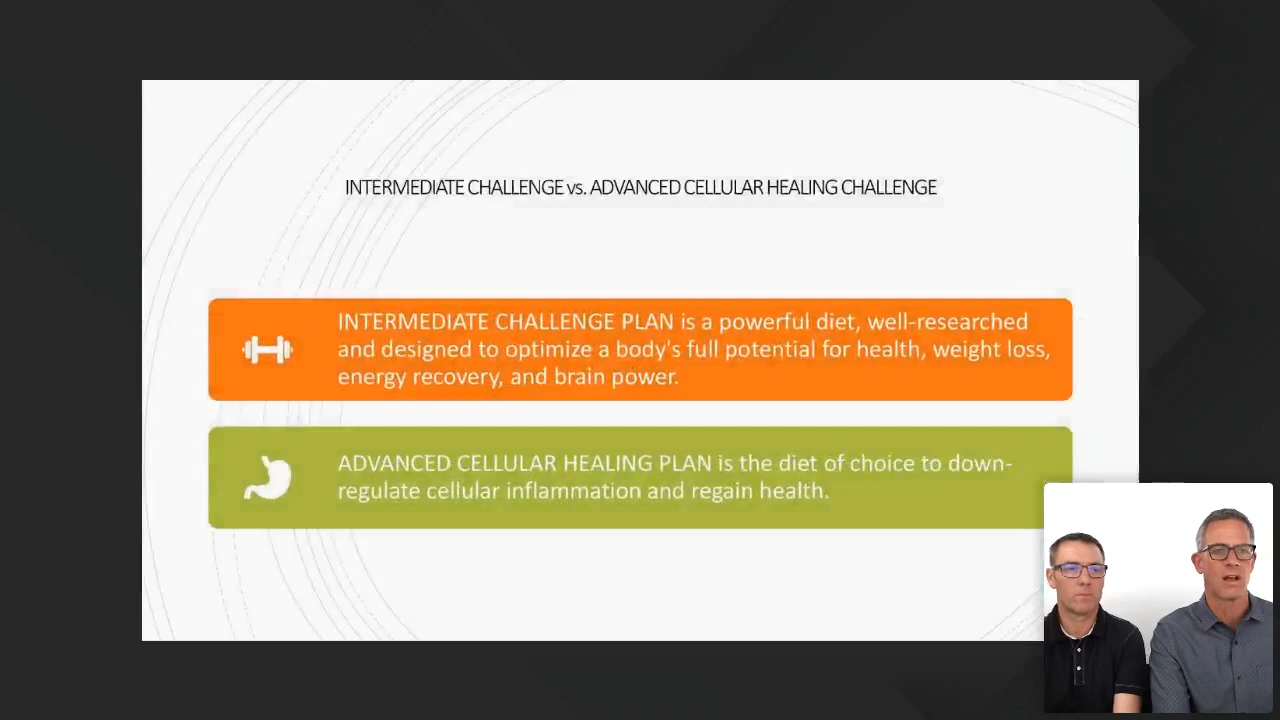 INTERMEDIATE CHALLENGE vs. ADVANCED CELLULAR HEALING CHALLENGE
INTERMEDIATE CHALLENGE PLAN is a powerful diet, well-researched
and designed to optimize a body's full potential for health, weight loss,
energy recovery, and brain power.
ADVANCED CELLULAR HEALING PLAN is the diet of choice to down-
regulate cellular inflammation and regain health.